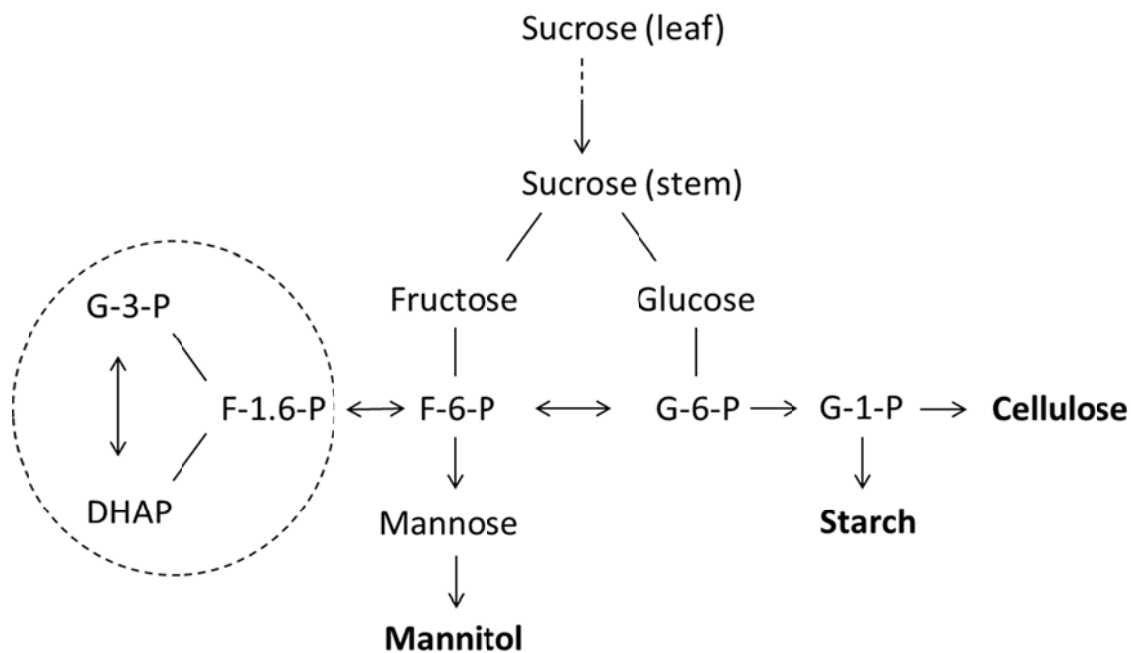 Sucrose (leaf)
Sucrose (stem)
Fructose Glucose
G-3-P
F-1.6-P F-6-P G-6-P G-1-P Cellulose
DHAP Mannose Starch
Mannitol